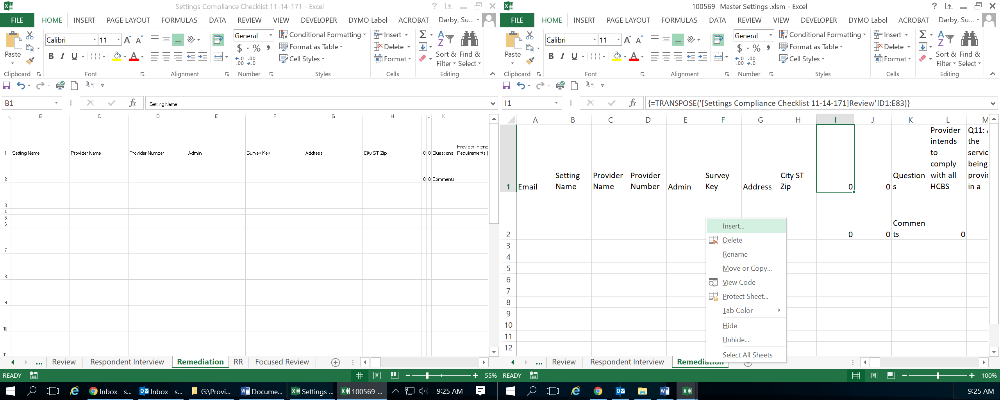 Settings Compliance Checklist 11-14-171 - Excel
FILE HOME INSERT PAGE LAYOUT FORMULAS DATA REVIEW VIEW DEVELOPER DYMO Label ACROBAT Darby, Su...
Calibri 11 General Conditional Formatting Insert
Format as Table Delete
Paste B I U A $ % Cell Styles Format Sort & Filter Find & Select
Clipboard Font Alignment Number Styles Cells Editing
B1 fx Setting Name
B C D E F G H I J K
1 Setting Name Provider Name Provider Number Admin Survey Key Address City ST Zip 0 0 Questions Provider intend
Requirements (
2 0 0 Comments
3
4
5
6
7
8
9
10
11
... Review Respondent Interview Remediation RR Focused Review
READY 55%
100569_ Master Settings .xlsm - Excel
FILE HOME INSERT PAGE LAYOUT FORMULAS DATA REVIEW VIEW DEVELOPER DYMO Label ACROBAT Darby, Su...
Calibri 11 General Conditional Formatting Insert
Format as Table Delete
Paste B I U A $ % Cell Styles Format Sort & Filter Find & Select
Clipboard Font Alignment Number Styles Cells Editing
I1 fx {=TRANSPOSE('[Settings Compliance Checklist 11-14-171]Review'!D1:E83)}
A B C D E F G H I J K L M
Provider Q11: A
intends the
to servic
comply being
Setting Provider Provider Survey City ST Question with all provid
1 Email Name Name Number Admin Key Address Zip 0 0 s HCBS in a
Commen
2 0 0 ts 0
3
4
5
6
7
8
9
10
11
12
Insert...
Delete
Rename
Move or Copy...
View Code
Protect Sheet...
Tab Color
Hide
Unhide...
Select All Sheets
... Review Respondent Interview Remediation
READY 100%
Inbox - s... Inbox - s... G:\Provi... Docume... Settings ... 100569_... 9:25 AM
9:25 AM